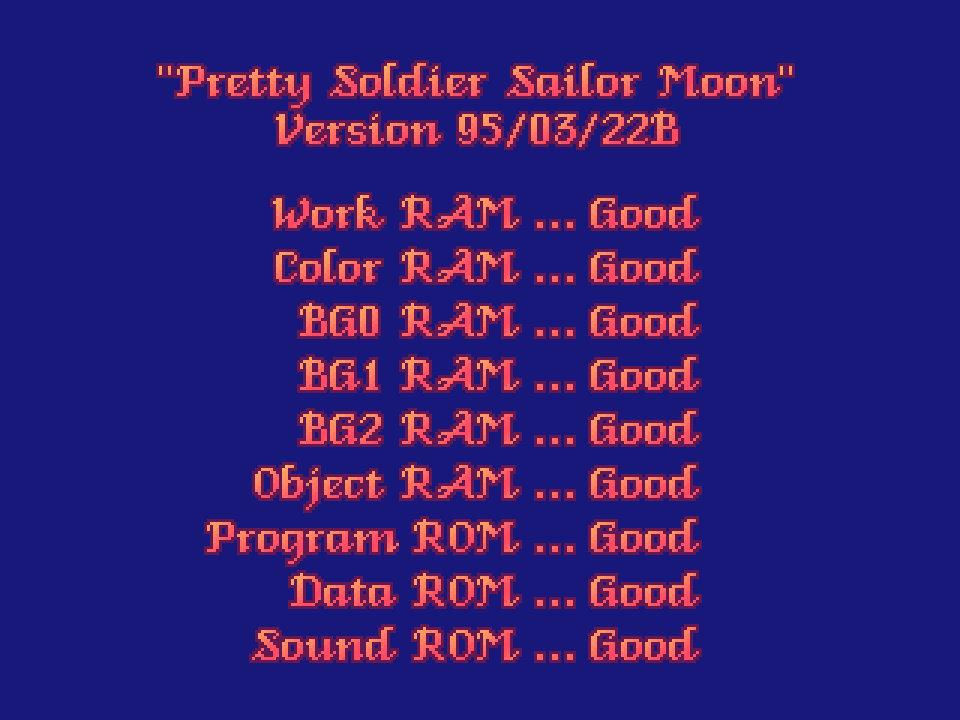 "Pretty Soldier Sailor Moon"
Version 95/03/22B
Work RAM ... Good
Color RAM ... Good
BG0 RAM ... Good
BG1 RAM ... Good
BG2 RAM ... Good
Object RAM ... Good
Program ROM ... Good
Data ROM ... Good
Sound ROM ... Good